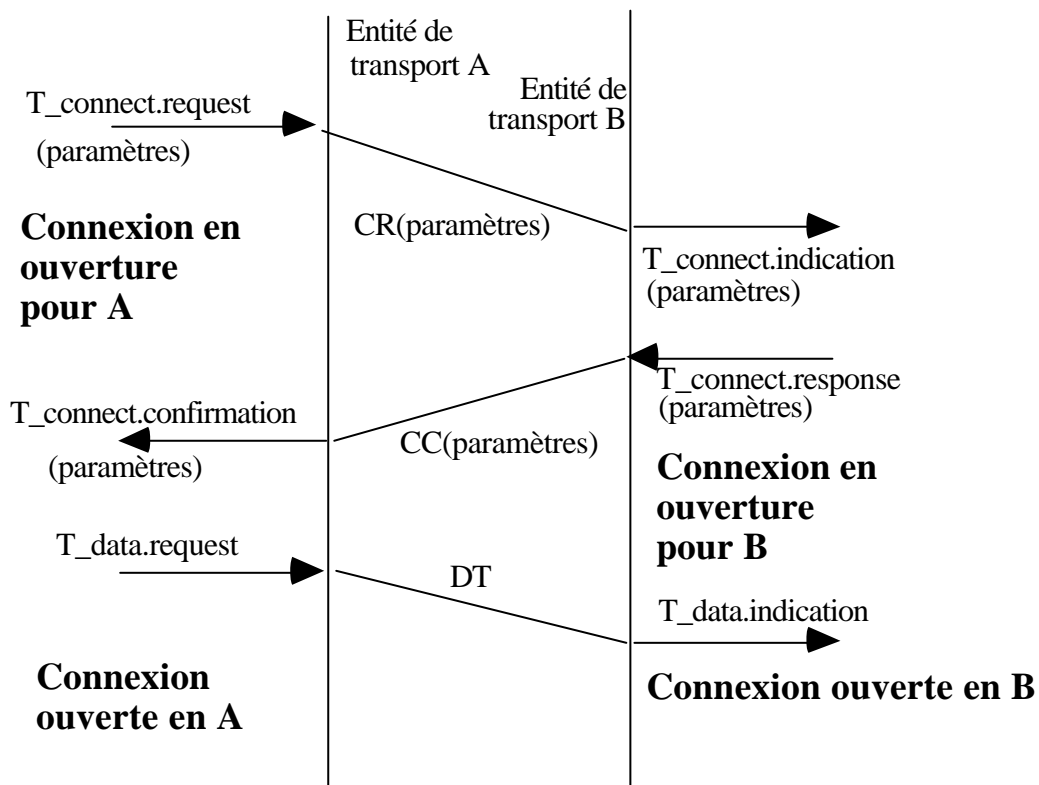 Entité de
transport A
Entité de
transport B
T_connect.request
(paramètres)
CR(paramètres)
Connexion en
ouverture
pour A
T_connect.indication
(paramètres)
T_connect.response
(paramètres)
T_connect.confirmation
(paramètres)
CC(paramètres)
Connexion en
ouverture
pour B
T_data.request
DT
T_data.indication
Connexion
ouverte en A
Connexion ouverte en B